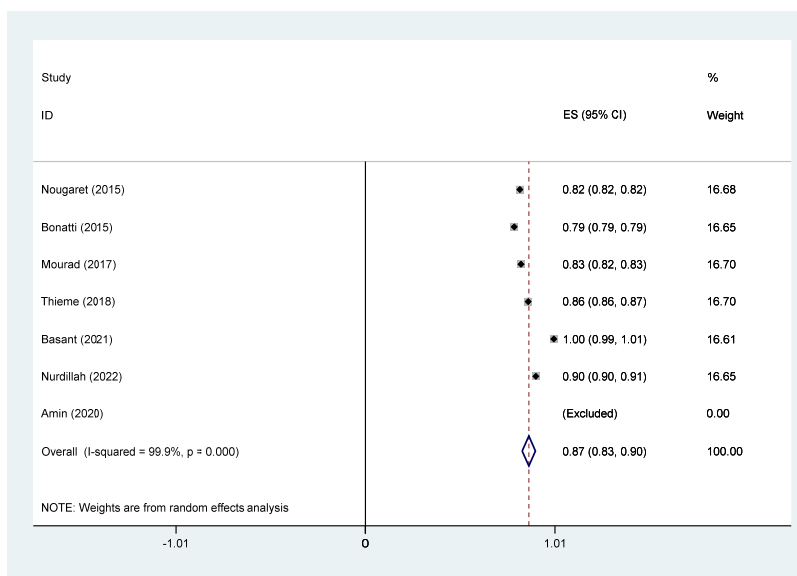 Study %
ID ES (95% CI) Weight
Nougaret (2015) 0.82 (0.82, 0.82) 16.68
Bonatti (2015) 0.79 (0.79, 0.79) 16.65
Mourad (2017) 0.83 (0.82, 0.83) 16.70
Thieme (2018) 0.86 (0.86, 0.87) 16.70
Basant (2021) 1.00 (0.99, 1.01) 16.61
Nurdillah (2022) 0.90 (0.90, 0.91) 16.65
Amin (2020) (Excluded) 0.00
Overall (I-squared = 99.9%, p = 0.000) 0.87 (0.83, 0.90) 100.00
NOTE: Weights are from random effects analysis
-1.01 0 1.01